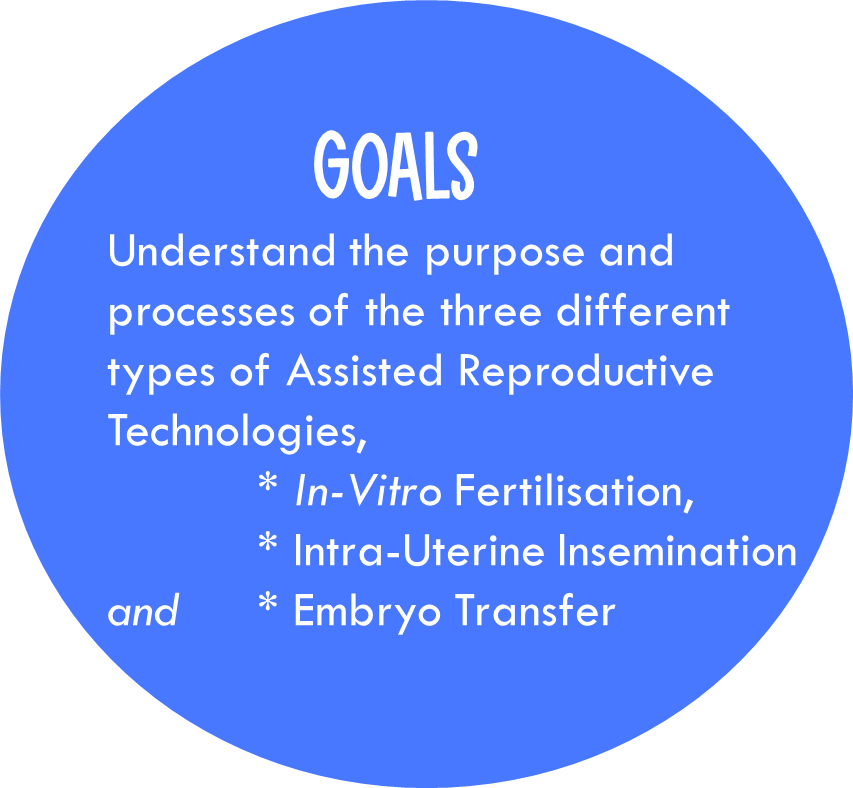 GOALS
Understand the purpose and
processes of the three different
types of Assisted Reproductive
Technologies,
* In-Vitro Fertilisation,
* Intra-Uterine Insemination
and * Embryo Transfer